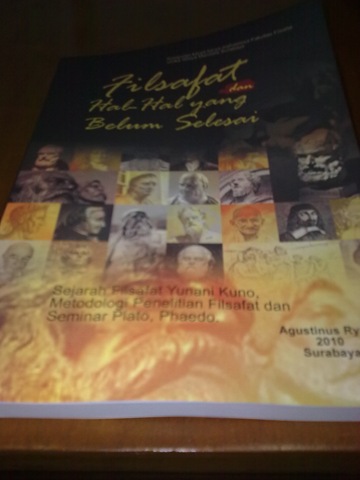 Filsafat
dan
Hal-Hal yang
Belum Selesai
Sejarah Filsafat Yunani Kuno,
Metodologi Penelitian Filsafat dan
Seminar Plato, Phaedo.
Agustinus Ry
2010
Surabaya